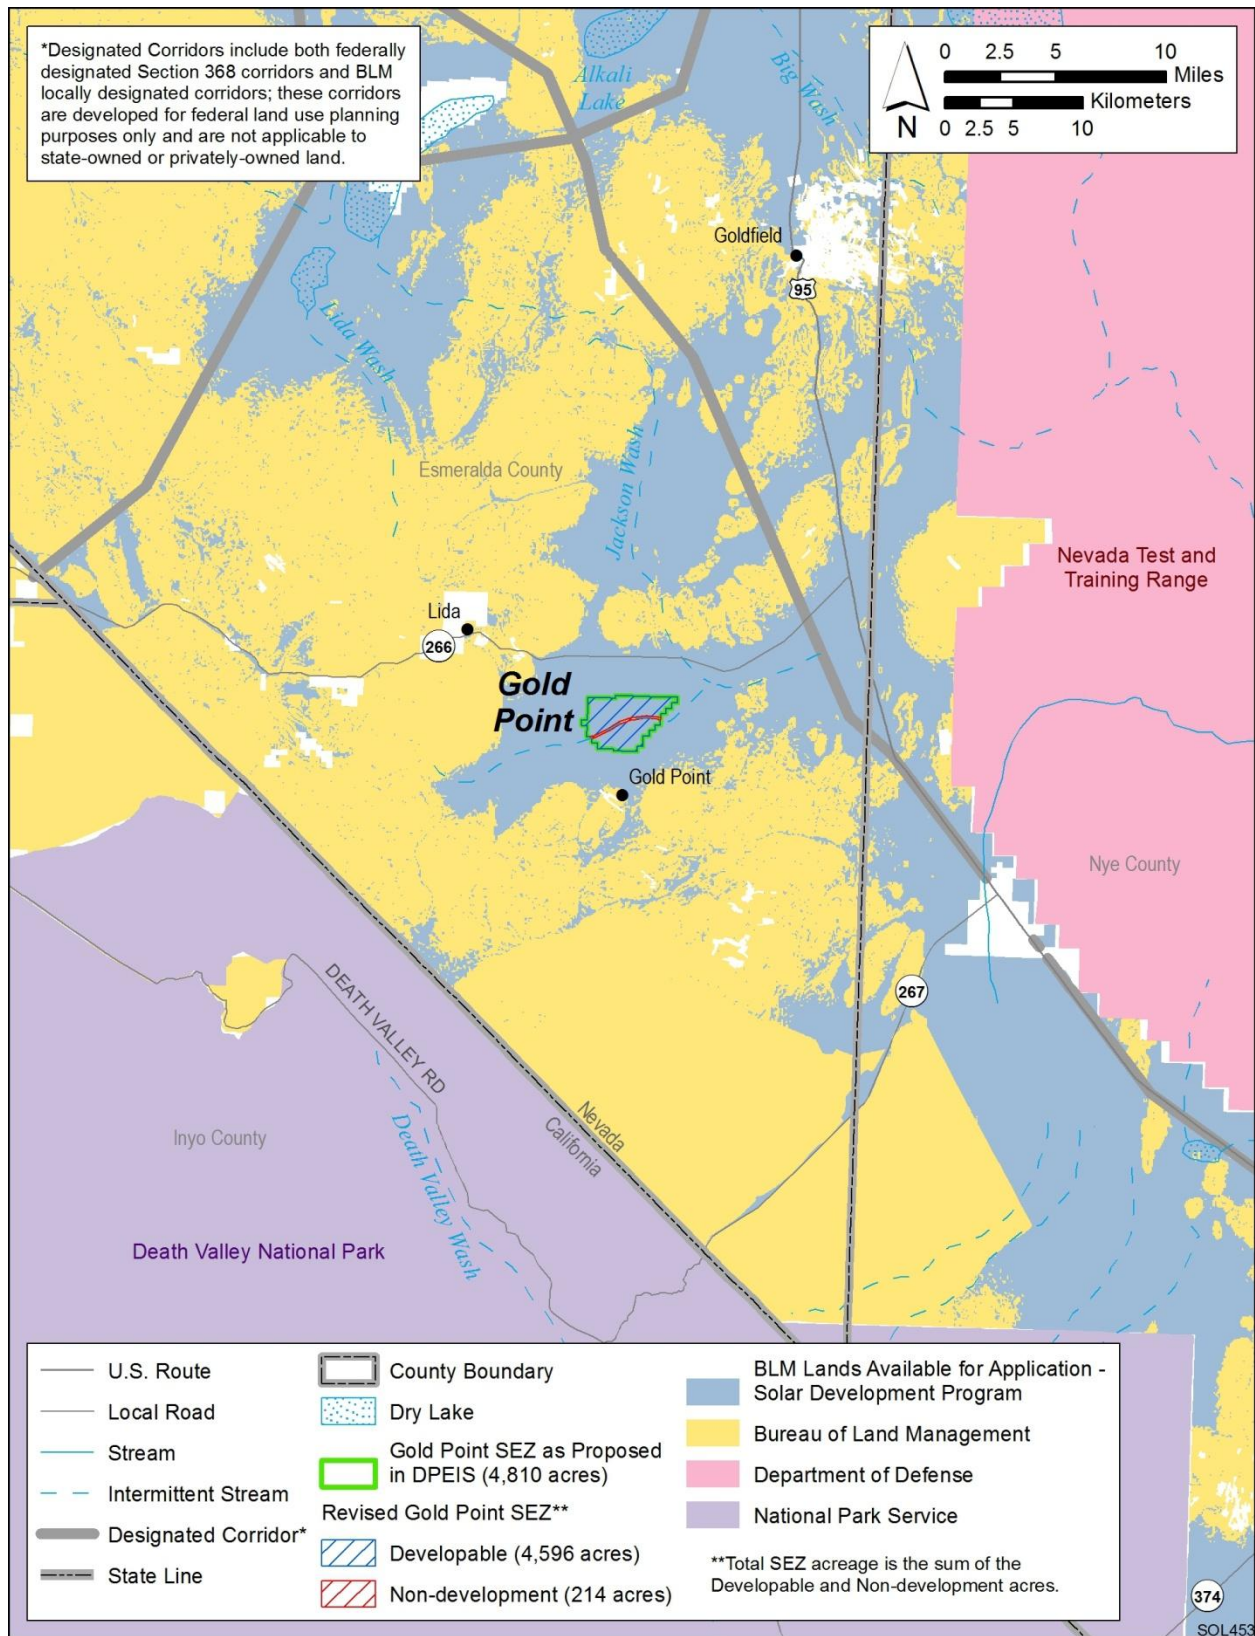 *Designated Corridors include both federally
designated Section 368 corridors and BLM
locally designated corridors; these corridors
are developed for federal land use planning
purposes only and are not applicable to
state-owned or privately-owned land.
Alkali
Lake
Big Wash
N
0 2.5 5 10
Miles
Kilometers
0 2.5 5 10
Goldfield
95
Lida Wash
Esmeralda County
Jackson Wash
Nevada Test and
Training Range
Lida
266
Gold
Point
Gold Point
Nye County
267
DEATH VALLEY RD
Nevada
California
Inyo County
Death Valley Wash
Death Valley National Park
U.S. Route
Local Road
Stream
Intermittent Stream
Designated Corridor*
State Line
County Boundary
Dry Lake
Gold Point SEZ as Proposed
in DPEIS (4,810 acres)
Revised Gold Point SEZ**
Developable (4,596 acres)
Non-development (214 acres)
BLM Lands Available for Application -
Solar Development Program
Bureau of Land Management
Department of Defense
National Park Service
**Total SEZ acreage is the sum of the
Developable and Non-development acres.
374
SOL453